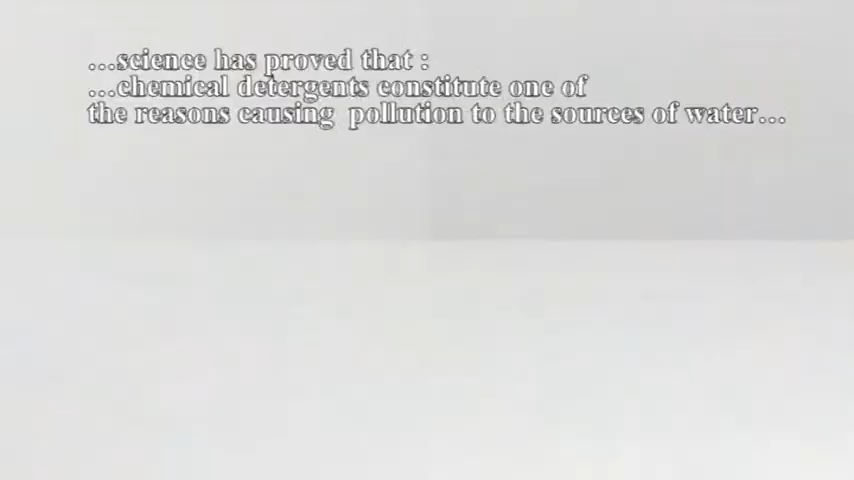 ...science has proved that :
...chemical detergents constitute one of
the reasons causing  pollution to the sources of water...